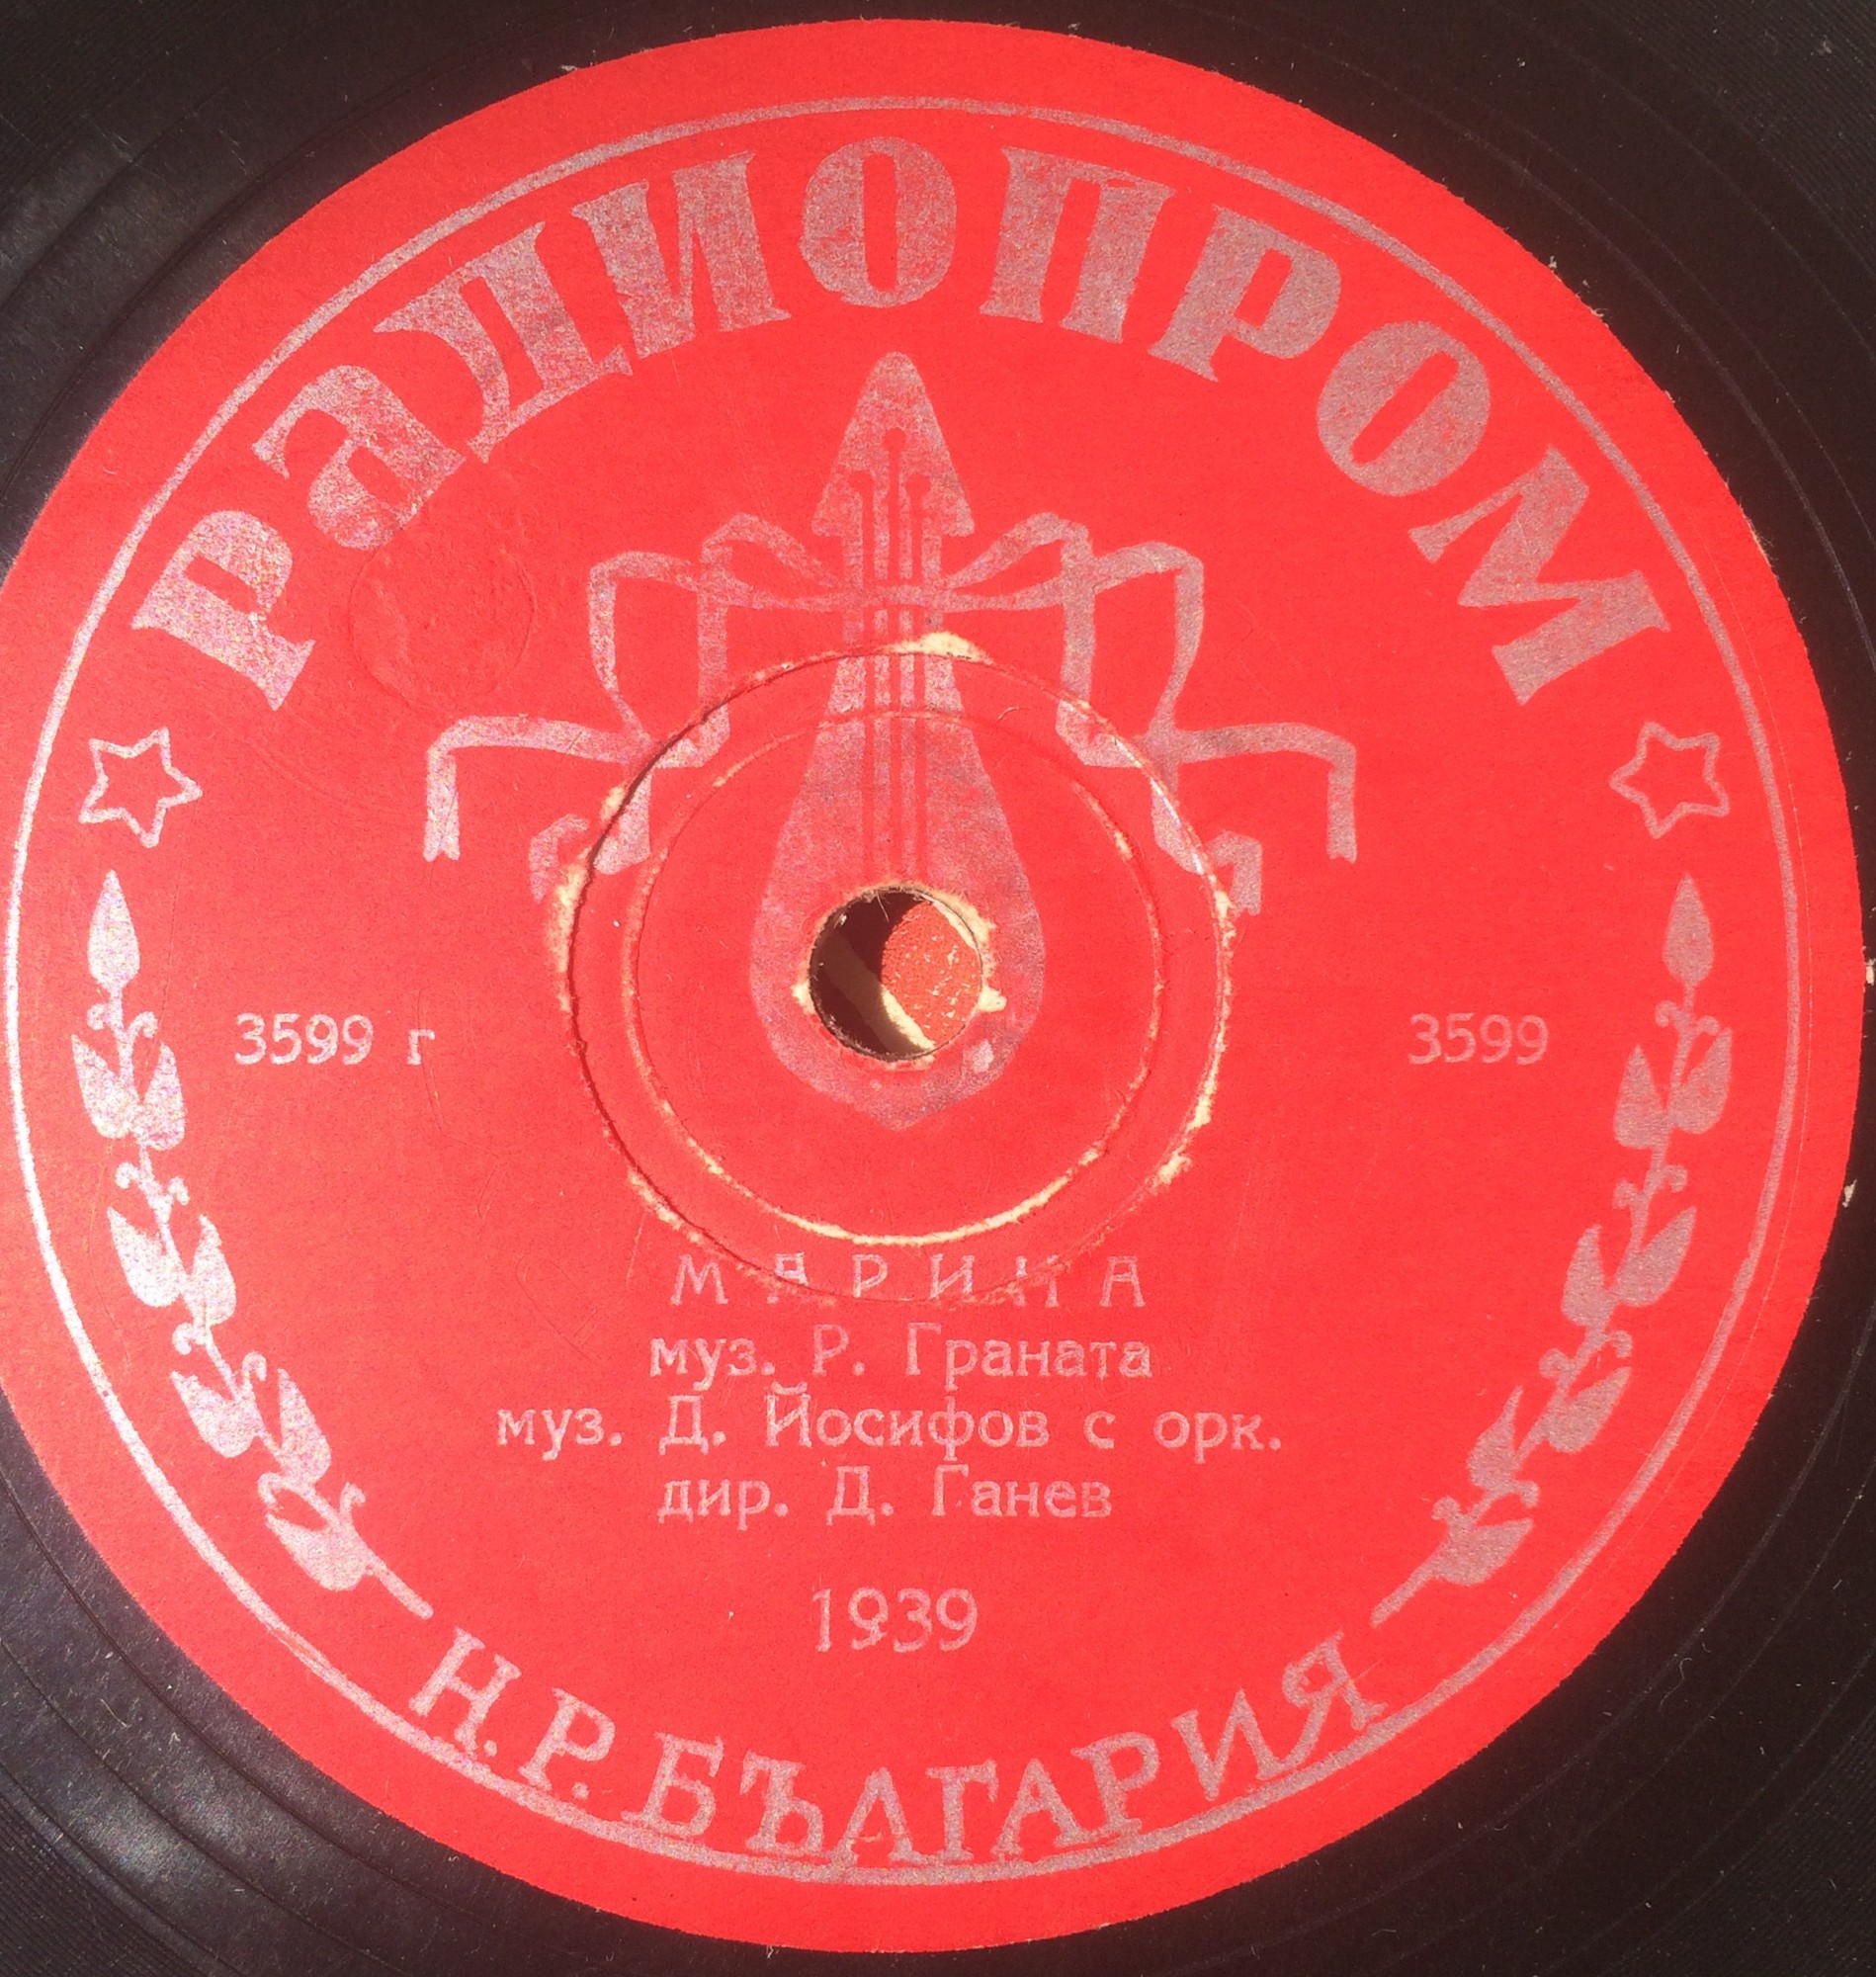 РАДИОПРОМ
3599 г
3599
МАРИНА
муз. Р. Граната
муз. Д. Йосифов с орк.
дир. Д. Ганев
1939
Н.Р.БЪЛГАРИЯ